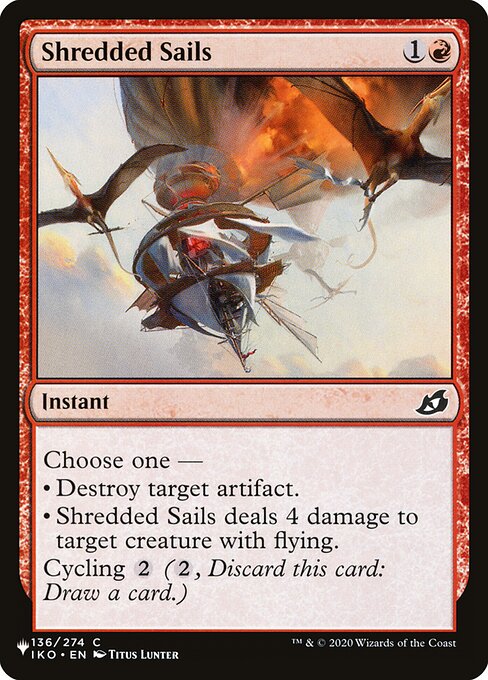 Shredded Sails 1
Instant
Choose one —
• Destroy target artifact.
• Shredded Sails deals 4 damage to
target creature with flying.
Cycling 2 (2, Discard this card:
Draw a card.)
136/274 C
IKO • EN Titus Lunter
™ & © 2020 Wizards of the Coast